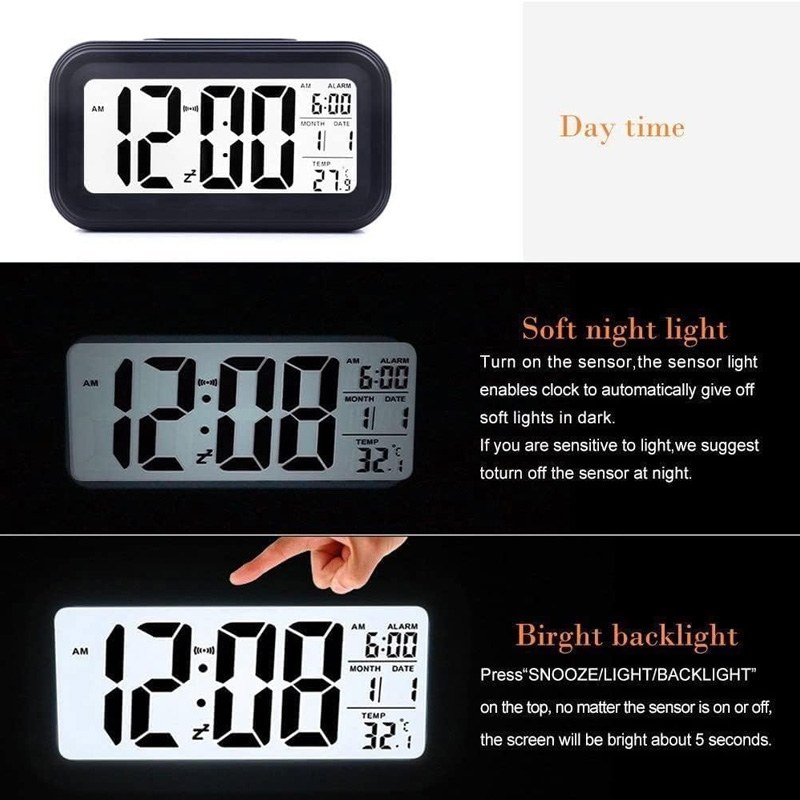 AM ALARM
AM 12:00 6:00
MONTH DATE
1 1
TEMP
Z Z 27.9 °C
Day time
Soft night light
AM ALARM
AM 12:08 6:00
MONTH DATE
1 1
TEMP
Z Z 32.1 °C
Turn on the sensor,the sensor light
enables clock to automatically give off
soft lights in dark.
If you are sensitive to light,we suggest
toturn off the sensor at night.
Birght backlight
AM ALARM
AM 12:08 6:00
MONTH DATE
1 1
TEMP
Z Z 32.1 °C
Press“SNOOZE/LIGHT/BACKLIGHT”
on the top, no matter the sensor is on or off,
the screen will be bright about 5 seconds.